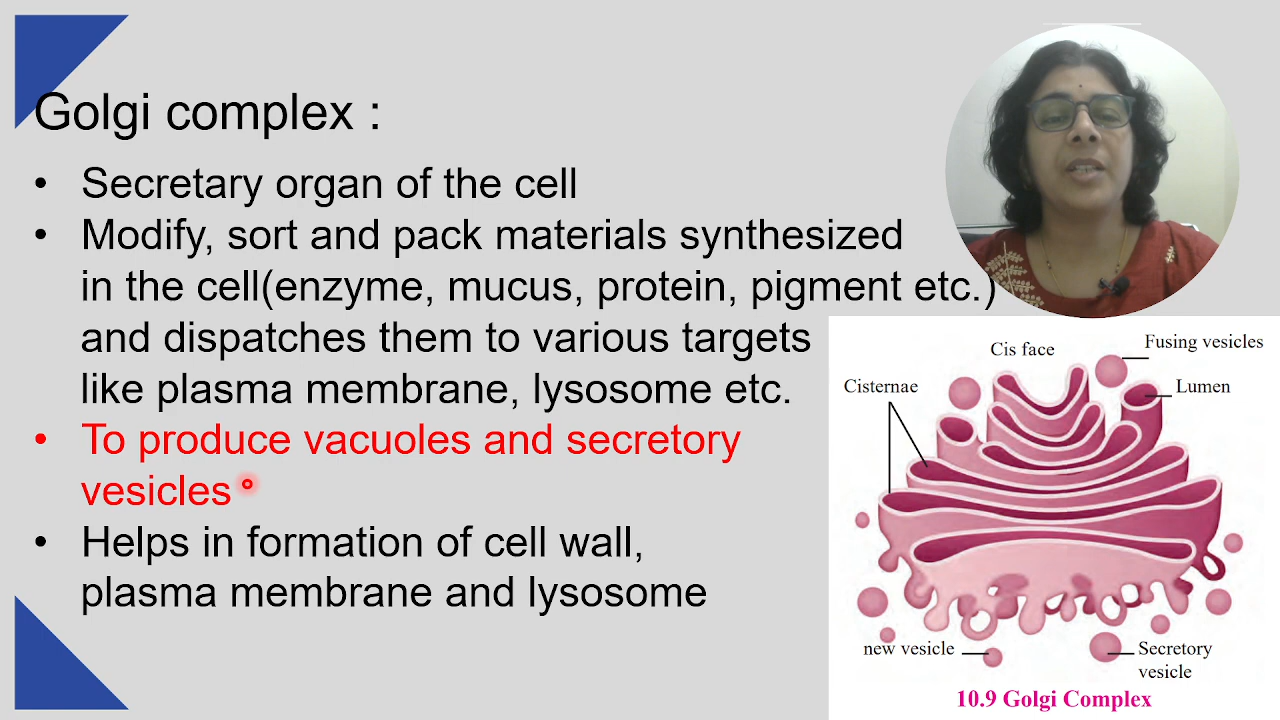 Golgi complex :
• Secretary organ of the cell
• Modify, sort and pack materials synthesized
in the cell(enzyme, mucus, protein, pigment etc.)
and dispatches them to various targets
like plasma membrane, lysosome etc.
• To produce vacuoles and secretory
vesicles
• Helps in formation of cell wall,
plasma membrane and lysosome
Fusing vesicles
Cis face
Cisternae
Lumen
new vesicle
Secretory
vesicle
10.9 Golgi Complex